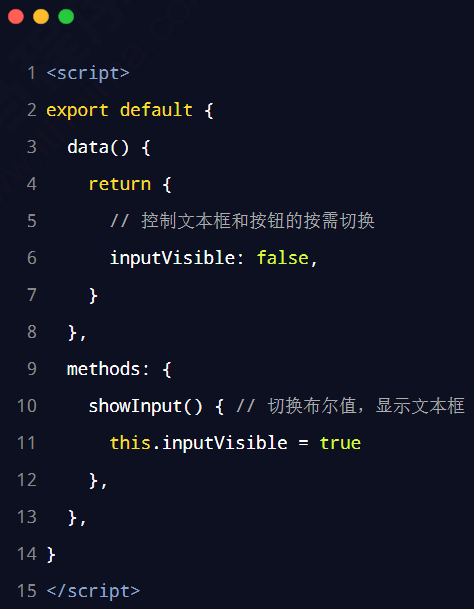 1 <script>
2 export default {
3 data() {
4 return {
5 // 控制文本框和按钮的按需切换
6 inputVisible: false,
7 }
8 },
9 methods: {
10 showInput() { // 切换布尔值，显示文本框
11 this.inputVisible = true
12 },
13 },
14 }
15 </script>